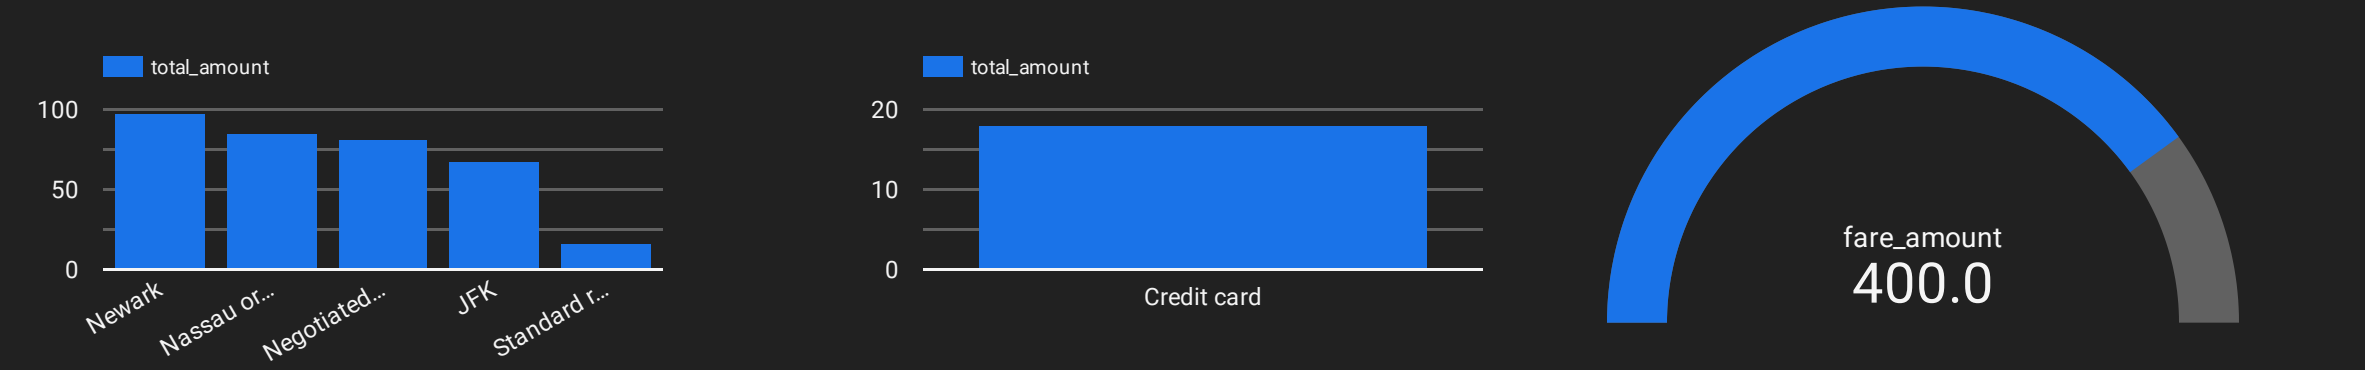 total_amount
100
50
0
Newark
Nassau or...
Negotiated...
JFK
Standard r...
total_amount
20
10
0
Credit card
fare_amount
400.0